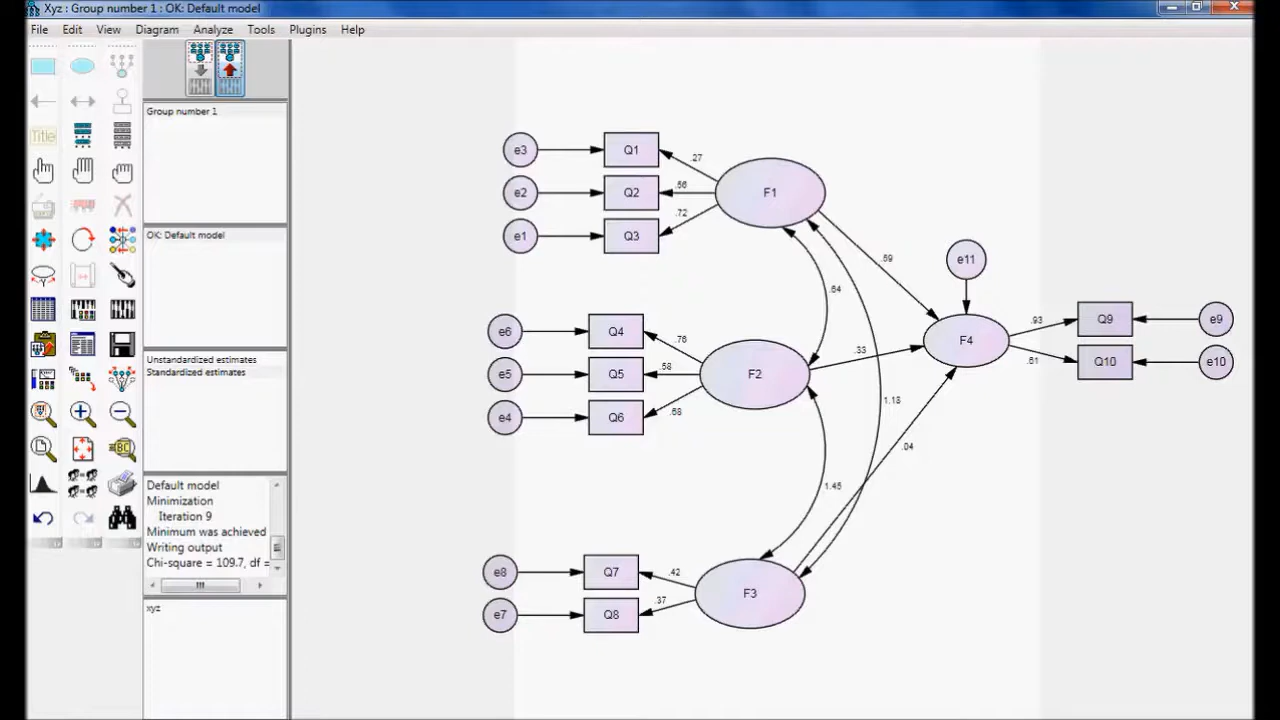 Xyz : Group number 1 : OK: Default model
File Edit View Diagram Analyze Tools Plugins Help
Title
Group number 1
OK: Default model
Unstandardized estimates
Standardized estimates
Default model
Minimization
Iteration 9
Minimum was achieved
Writing output
Chi-square = 109.7, df =
xyz
e3 Q1 .27 F1
e2 Q2 .56
e1 Q3 .72
.59
e11
.64
e6 Q4 .76
e5 Q5 .58 F2
e4 Q6 .68
.33
F4
.93 Q9 e9
.61 Q10 e10
1.13
.04
1.45
e8 Q7 .42 F3
e7 Q8 .37